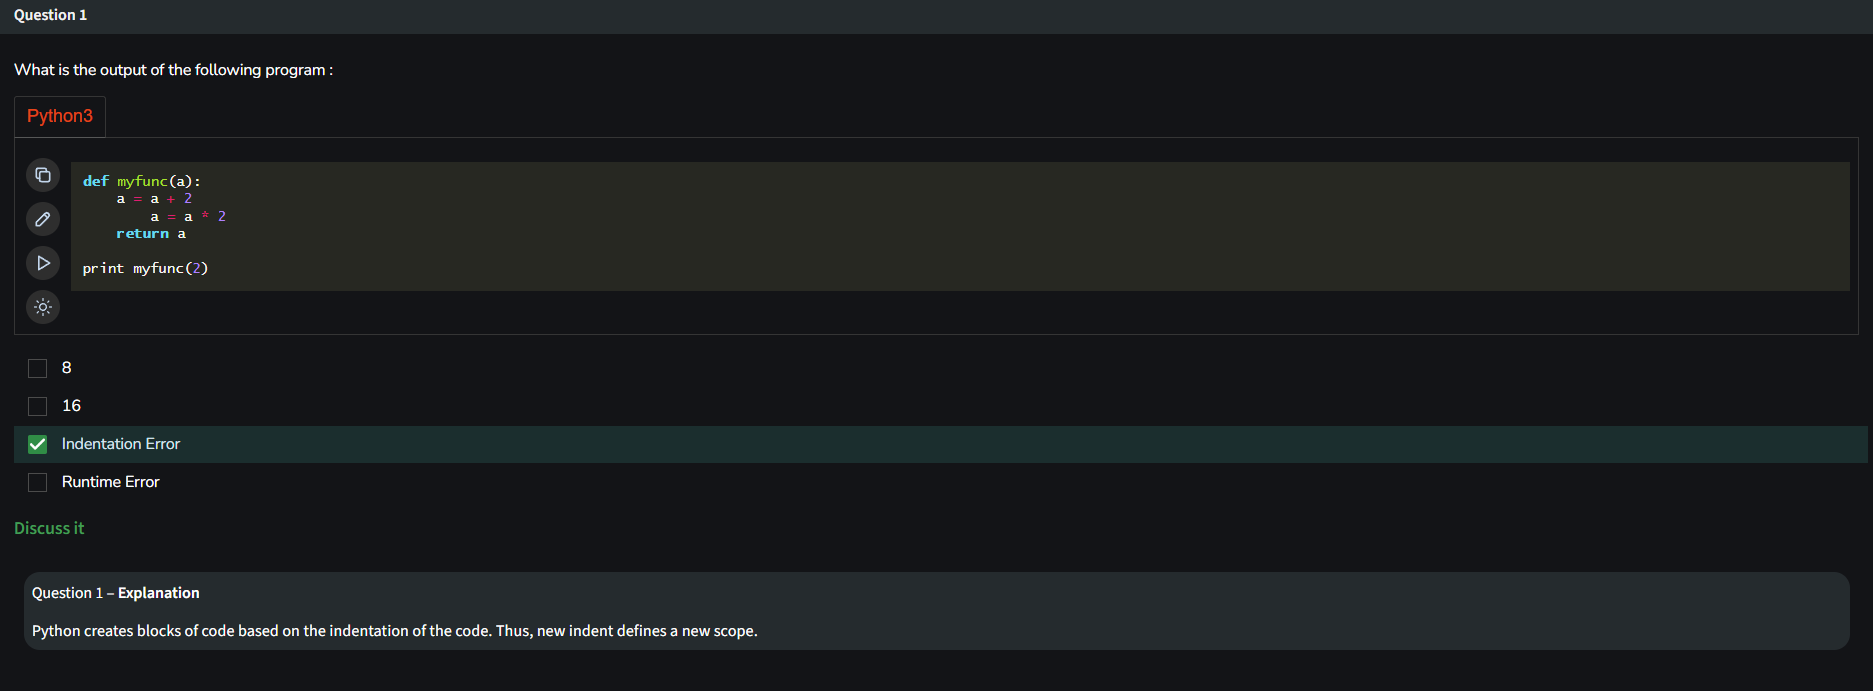 Question 1
What is the output of the following program :
Python3
def myfunc(a):
    a = a + 2
        a = a * 2
    return a
print myfunc(2)
8
16
Indentation Error
Runtime Error
Discuss it
Question 1 – Explanation
Python creates blocks of code based on the indentation of the code. Thus, new indent defines a new scope.